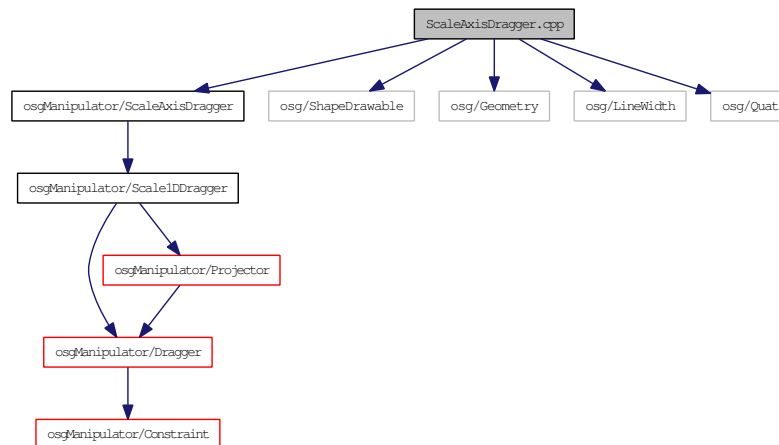 ScaleAxisDragger.cpp
osgManipulator/ScaleAxisDragger
osg/ShapeDrawable
osg/Geometry
osg/LineWidth
osg/Quat
osgManipulator/Scale1DDragger
osgManipulator/Projector
osgManipulator/Dragger
osgManipulator/Constraint